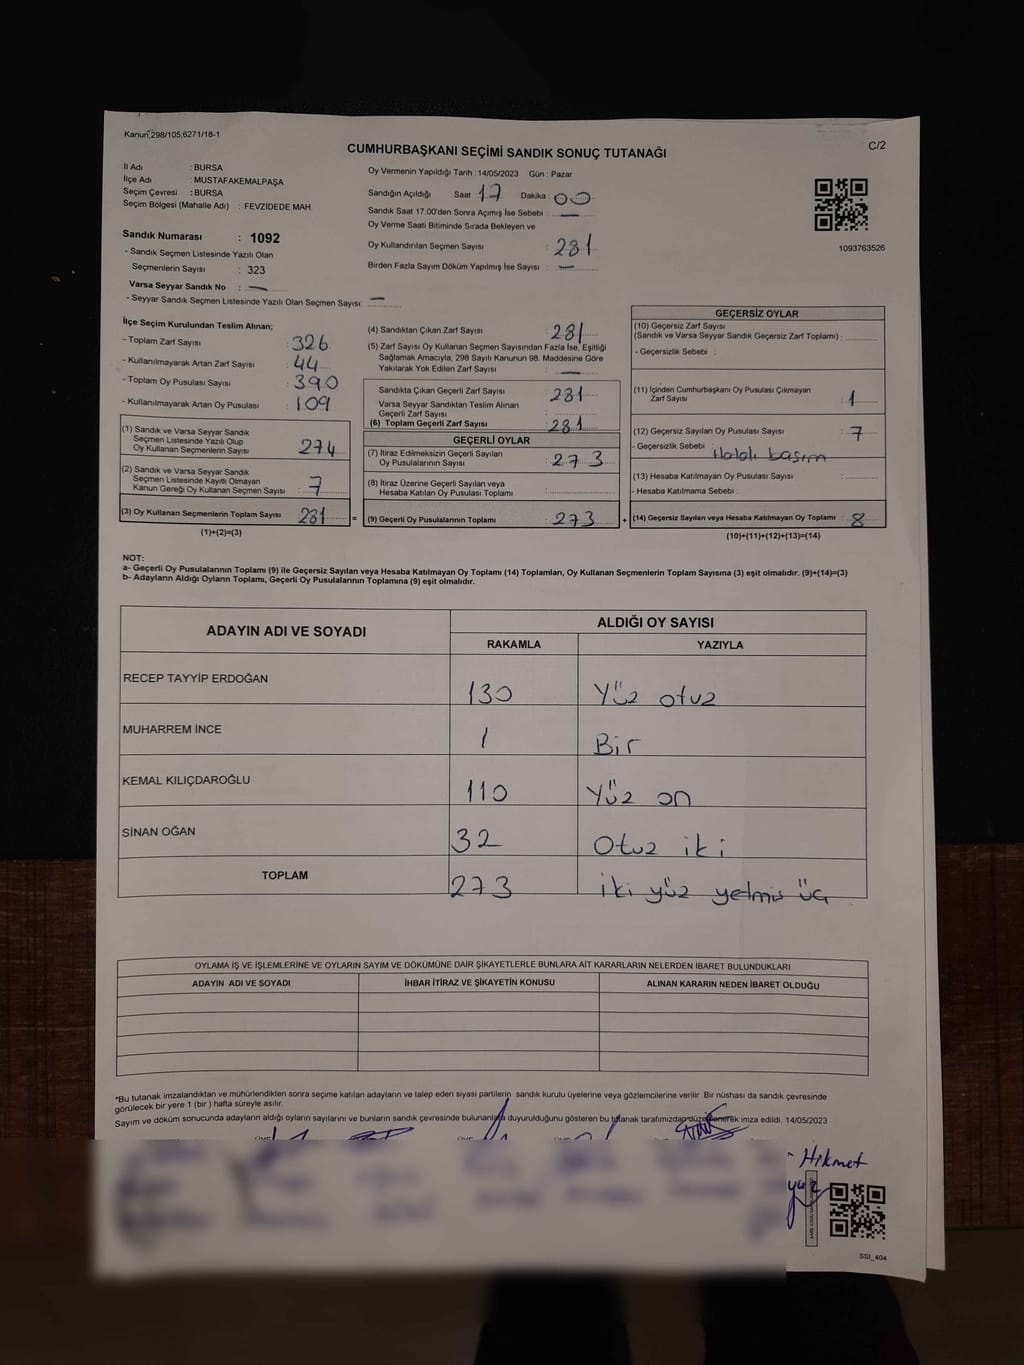 Kanun,298/105,6271/18-1
C/2
CUMHURBAŞKANI SEÇİMİ SANDIK SONUÇ TUTANAĞI
İl Adı : BURSA
İlçe Adı : MUSTAFAKEMALPAŞA
Seçim Çevresi : BURSA
Seçim Bölgesi (Mahalle Adı) : FEVZİDEDE MAH.
Oy Vermenin Yapıldığı Tarih : 14/05/2023 Gün : Pazar
Sandığın Açıldığı Saat 17 Dakika : 00
Sandık Saat 17:00'den Sonra Açımış İse Sebebi : —
Oy Verme Saati Bitiminde Sırada Bekleyen ve
Oy Kullandırılan Seçmen Sayısı : 281
Birden Fazla Sayım Döküm Yapılmış İse Sayısı : —
1093763526
Sandık Numarası : 1092
- Sandık Seçmen Listesinde Yazılı Olan
Seçmenlerin Sayısı : 323
Varsa Seyyar Sandık No : —
- Seyyar Sandık Seçmen Listesinde Yazılı Olan Seçmen Sayısı : —
İlçe Seçim Kurulundan Teslim Alınan;
- Toplam Zarf Sayısı : 326
- Kullanılmayarak Artan Zarf Sayısı : 44
- Toplam Oy Pusulası Sayısı : 390
- Kullanılmayarak Artan Oy Pusulası : 109
(1) Sandık ve Varsa Seyyar Sandık
Seçmen Listesinde Yazılı Olup
Oy Kullanan Seçmenlerin Sayısı : 274
(2) Sandık ve Varsa Seyyar Sandık
Seçmen Listesinde Kayıtlı Olmayan
Kanun Gereği Oy Kullanan Seçmen Sayısı : 7
(3) Oy Kullanan Seçmenlerin Toplam Sayısı : 281
(1)+(2)=(3)
(4) Sandıktan Çıkan Zarf Sayısı : 281
(5) Zarf Sayısı Oy Kullanan Seçmen Sayısından Fazla İse, Eşitliği
Sağlamak Amacıyla, 298 Sayılı Kanunun 98. Maddesine Göre
Yakılarak Yok Edilen Zarf Sayısı : —
Sandıkta Çıkan Geçerli Zarf Sayısı : 281
Varsa Seyyar Sandıktan Teslim Alınan
Geçerli Zarf Sayısı :
(6) Toplam Geçerli Zarf Sayısı : 281
GEÇERLİ OYLAR
(7) İtiraz Edilmeksizin Geçerli Sayılan
Oy Pusulalarının Sayısı : 273
(8) İtiraz Üzerine Geçerli Sayılan veya
Hesaba Katılan Oy Pusulası Toplamı :
= (9) Geçerli Oy Pusulalarının Toplamı : 273 +
GEÇERSİZ OYLAR
(10) Geçersiz Zarf Sayısı
(Sandık ve Varsa Seyyar Sandık Geçersiz Zarf Toplamı) :
- Geçersizlik Sebebi :
(11) İçinden Cumhurbaşkanı Oy Pusulası Çıkmayan
Zarf Sayısı : 1
(12) Geçersiz Sayılan Oy Pusulası Sayısı : 7
- Geçersizlik Sebebi : Hatalı basım
(13) Hesaba Katılmayan Oy Pusulası Sayısı :
- Hesaba Katılmama Sebebi :
(14) Geçersiz Sayılan veya Hesaba Katılmayan Oy Toplamı : 8
(10)+(11)+(12)+(13)=(14)
NOT:
a- Geçerli Oy Pusulalarının Toplamı (9) ile Geçersiz Sayılan veya Hesaba Katılmayan Oy Toplamı (14) Toplamları, Oy Kullanan Seçmenlerin Toplam Sayısına (3) eşit olmalıdır. (9)+(14)=(3)
b- Adayların Aldığı Oyların Toplamı, Geçerli Oy Pusulalarının Toplamına (9) eşit olmalıdır.
ADAYIN ADI VE SOYADI
ALDIĞI OY SAYISI
RAKAMLA YAZIYLA
RECEP TAYYİP ERDOĞAN 130 Yüz otuz
MUHARREM İNCE 1 Bir
KEMAL KILIÇDAROĞLU 110 Yüz on
SİNAN OĞAN 32 Otuz iki
TOPLAM 273 iki yüz yetmis üç
OYLAMA İŞ VE İŞLEMLERİNE VE OYLARIN SAYIM VE DÖKÜMÜNE DAİR ŞİKAYETLERLE BUNLARA AİT KARARLARIN NELERDEN İBARET BULUNDUKLARI
ADAYIN ADI VE SOYADI İHBAR İTİRAZ VE ŞİKAYETİN KONUSU ALINAN KARARIN NEDEN İBARET OLDUĞU
*Bu tutanak imzalandıktan ve mühürlendikten sonra seçime katılan adayların ve talep eden siyasi partilerin sandık kurulu üyelerine veya gözlemcilerine verilir. Bir nüshası da sandık çevresinde
görülecek bir yere 1 (bir) hafta süreyle asılır.
Sayım ve döküm sonucunda adayların aldığı oyların sayılarını ve bunların sandık çevresinde bulunanlara duyurulduğunu gösteren bu tutanak tarafımızdan düzenlenerek imza edildi. 14/05/2023
Hikmet
SSI_404